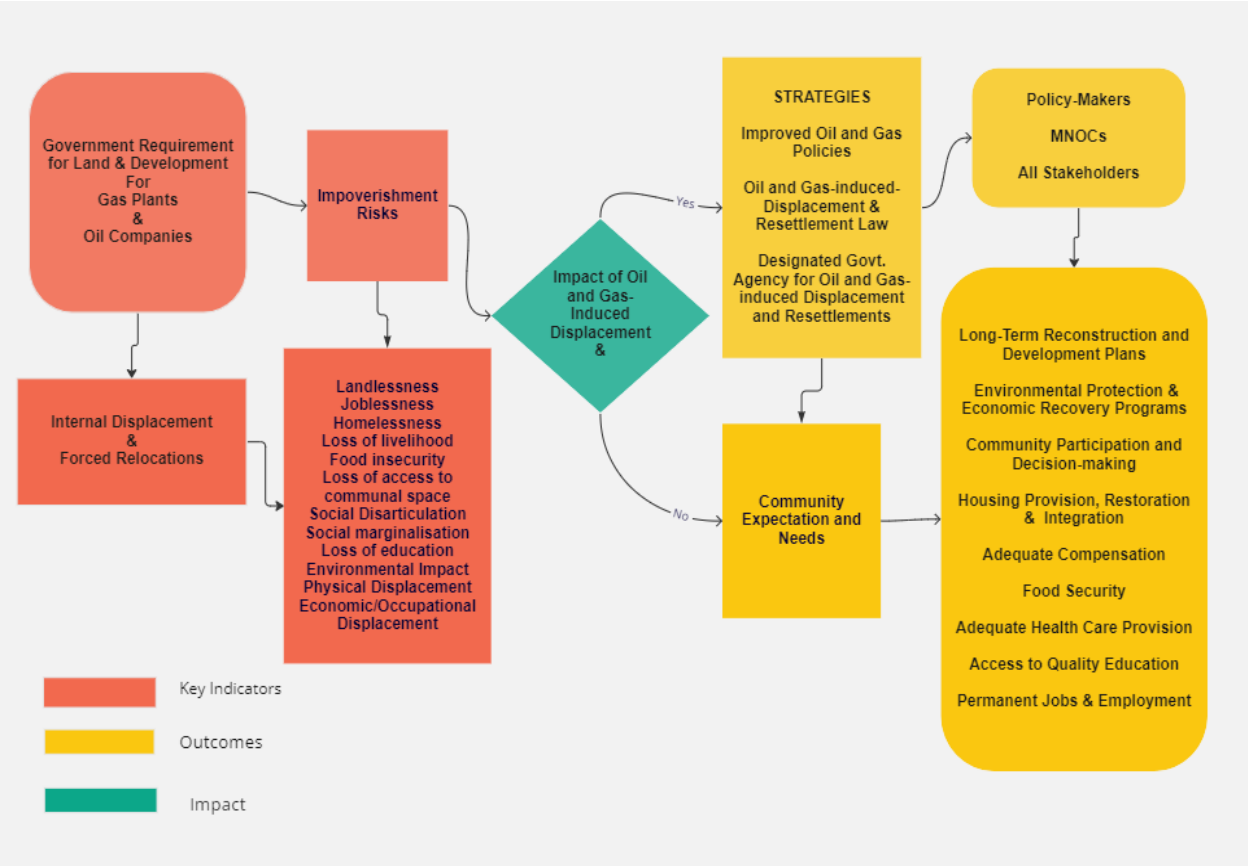 Government Requirement
for Land & Development
For
Gas Plants
&
Oil Companies
Impoverishment
Risks
Internal Displacement
&
Forced Relocations
Landlessness
Joblessness
Homelessness
Loss of livelihood
Food insecurity
Loss of access to
communal space
Social Disarticulation
Social marginalisation
Loss of education
Environmental Impact
Physical Displacement
Economic/Occupational
Displacement
Impact of Oil
and Gas-
Induced
Displacement
&
Yes
No
STRATEGIES
Improved Oil and Gas
Policies
Oil and Gas-induced-
Displacement &
Resettlement Law
Designated Govt.
Agency for Oil and Gas-
induced Displacement
and Resettlements
Community
Expectation and
Needs
Policy-Makers
MNOCs
All Stakeholders
Long-Term Reconstruction and
Development Plans
Environmental Protection &
Economic Recovery Programs
Community Participation and
Decision-making
Housing Provision, Restoration
& Integration
Adequate Compensation
Food Security
Adequate Health Care Provision
Access to Quality Education
Permanent Jobs & Employment
Key Indicators
Outcomes
Impact